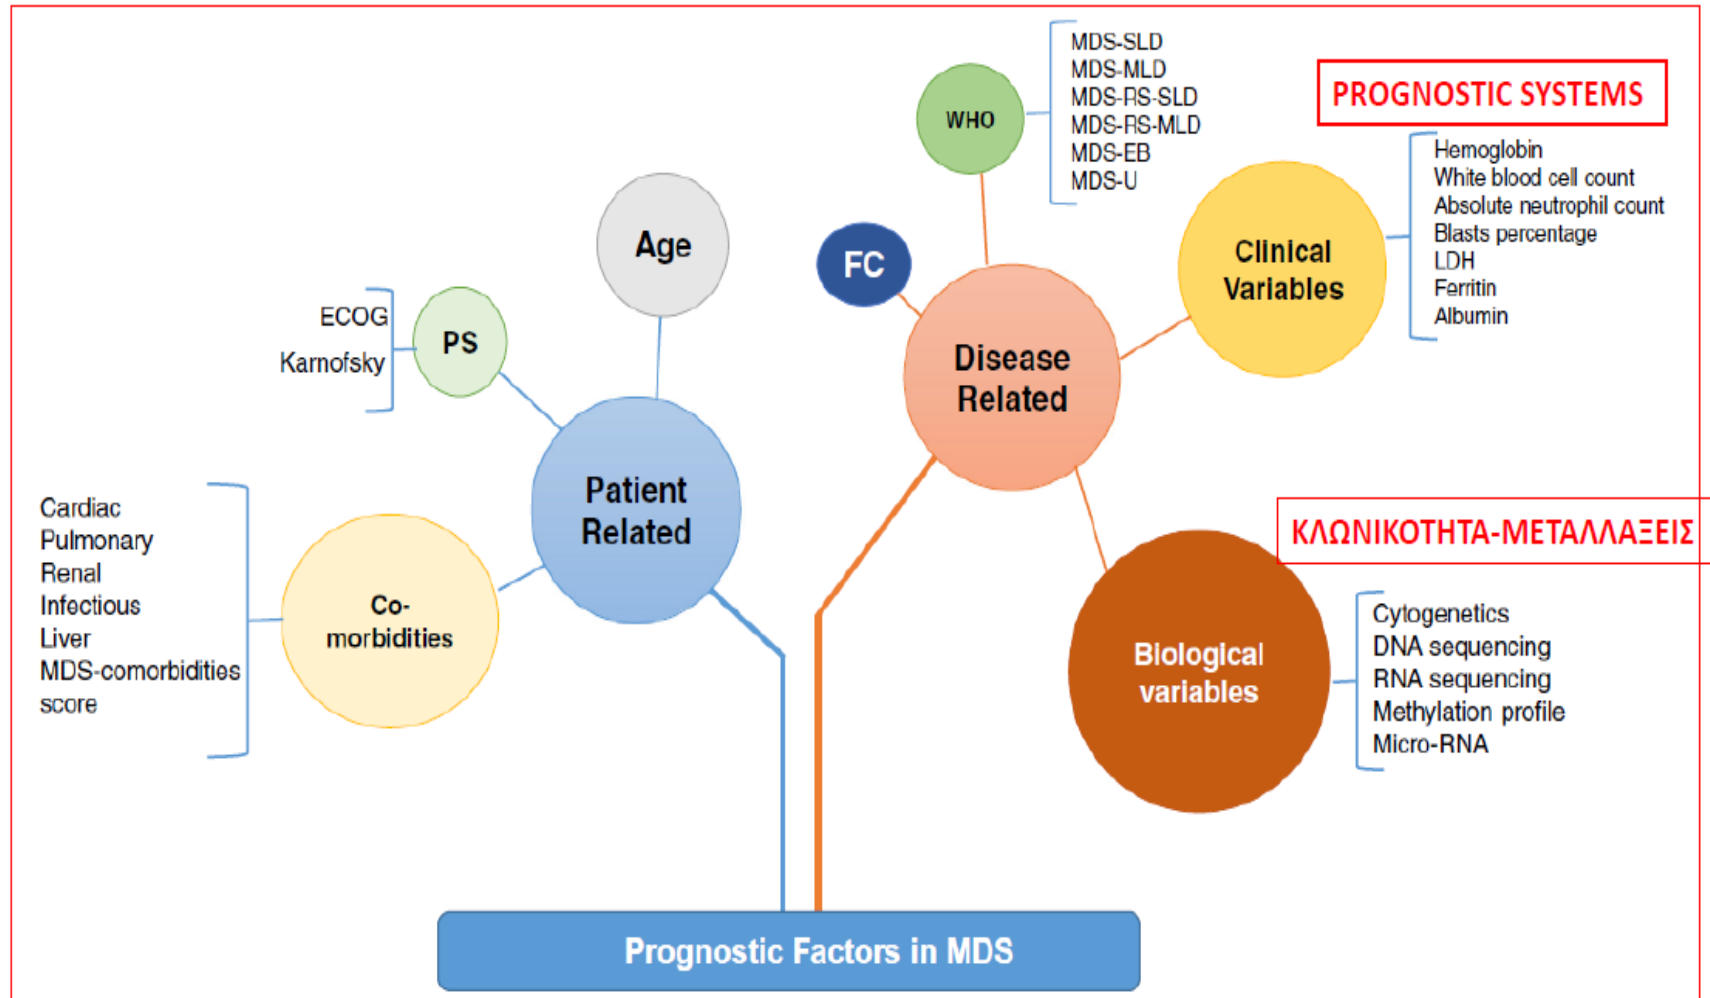 MDS-SLD
MDS-MLD
MDS-RS-SLD
MDS-RS-MLD
MDS-EB
MDS-U
WHO
PROGNOSTIC SYSTEMS
Hemoglobin
White blood cell count
Absolute neutrophil count
Blasts percentage
LDH
Ferritin
Albumin
Clinical
Variables
Age
FC
ECOG
Karnofsky
PS
Disease
Related
Patient
Related
Cardiac
Pulmonary
Renal
Infectious
Liver
MDS-comorbidities
score
Co-
morbidities
ΚΛΩΝΙΚΟΤΗΤΑ-ΜΕΤΑΛΛΑΞΕΙΣ
Biological
variables
Cytogenetics
DNA sequencing
RNA sequencing
Methylation profile
Micro-RNA
Prognostic Factors in MDS